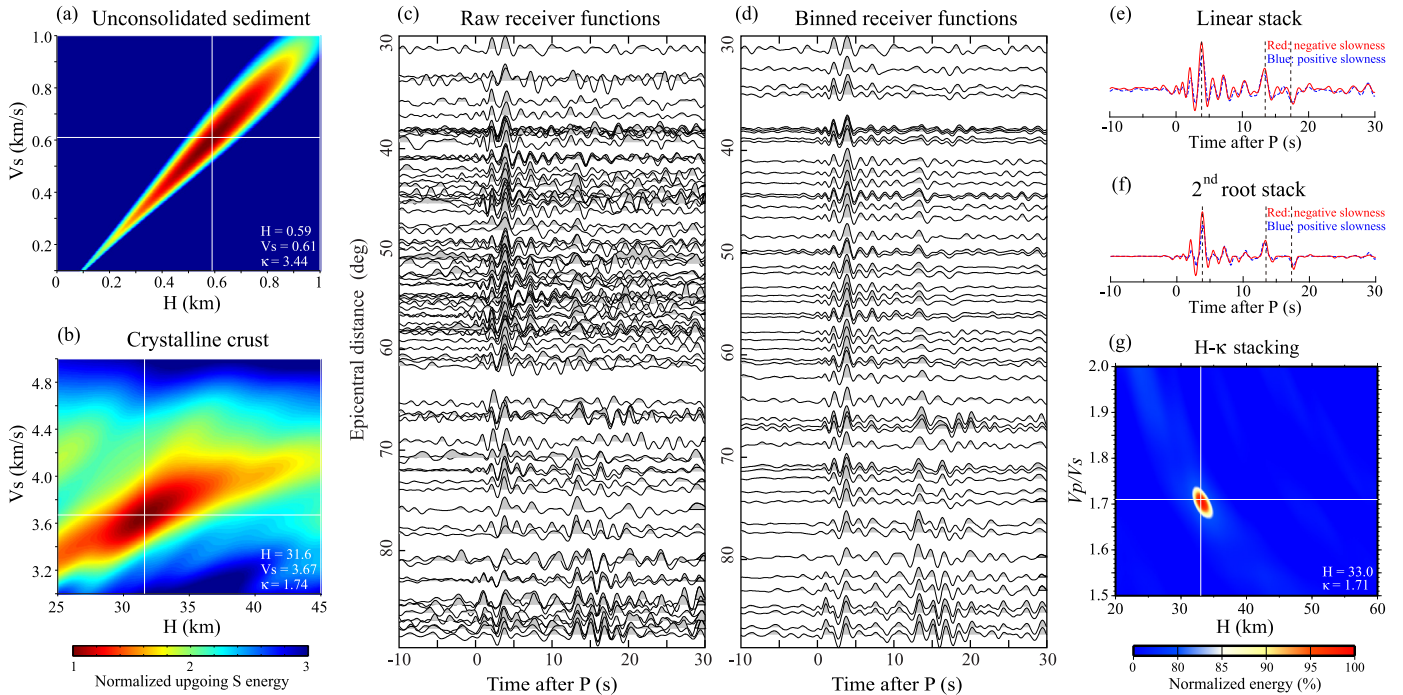 (a) Unconsolidated sediment
1.0
0.8
0.6
0.4
0.2
Vs (km/s)
H = 0.59
Vs = 0.61
κ = 3.44
0 0.2 0.4 0.6 0.8 1
H (km)
(b) Crystalline crust
4.8
4.4
4.0
3.6
3.2
Vs (km/s)
H = 31.6
Vs = 3.67
κ = 1.74
25 30 35 40 45
H (km)
1 2 3
Normalized upgoing S energy
(c) Raw receiver functions
30
40
50
60
70
80
Epicentral distance (deg)
-10 0 10 20 30
Time after P (s)
(d) Binned receiver functions
30
40
50
60
70
80
-10 0 10 20 30
Time after P (s)
(e) Linear stack
Red: negative slowness
Blue: positive slowness
-10 0 10 20 30
Time after P (s)
(f) 2nd root stack
Red: negative slowness
Blue: positive slowness
-10 0 10 20 30
Time after P (s)
(g) H-κ stacking
2.0
1.9
1.8
1.7
1.6
1.5
Vp/Vs
H = 33.0
κ = 1.71
20 30 40 50 60
H (km)
0 80 85 90 95 100
Normalized energy (%)